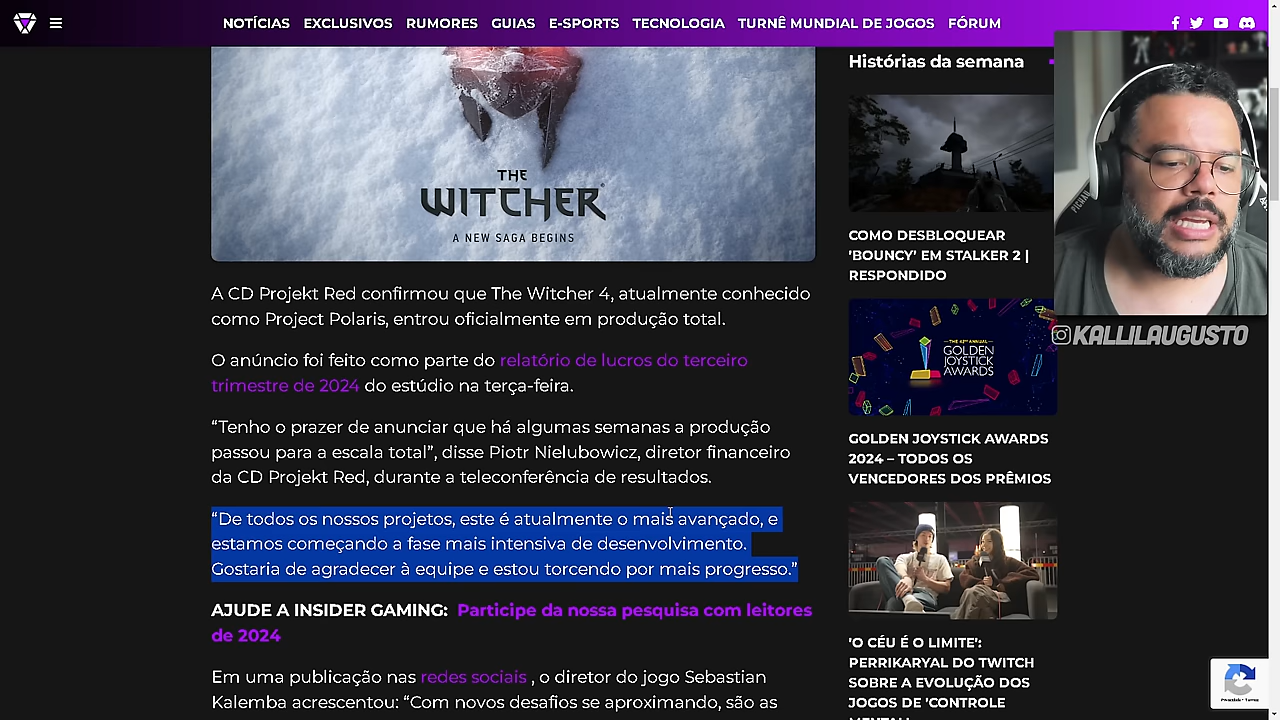 NOTÍCIAS EXCLUSIVOS RUMORES GUIAS E-SPORTS TECNOLOGIA TURNÊ MUNDIAL DE JOGOS FÓRUM
THE
WITCHER
A NEW SAGA BEGINS
A CD Projekt Red confirmou que The Witcher 4, atualmente conhecido
como Project Polaris, entrou oficialmente em produção total.
O anúncio foi feito como parte do relatório de lucros do terceiro
trimestre de 2024 do estúdio na terça-feira.
“Tenho o prazer de anunciar que há algumas semanas a produção
passou para a escala total”, disse Piotr Nielubowicz, diretor financeiro
da CD Projekt Red, durante a teleconferência de resultados.
“De todos os nossos projetos, este é atualmente o mais avançado, e
estamos começando a fase mais intensiva de desenvolvimento.
Gostaria de agradecer à equipe e estou torcendo por mais progresso.”
AJUDE A INSIDER GAMING: Participe da nossa pesquisa com leitores
de 2024
Em uma publicação nas redes sociais , o diretor do jogo Sebastian
Kalemba acrescentou: “Com novos desafios se aproximando, são as
Histórias da semana
COMO DESBLOQUEAR
'BOUNCY' EM STALKER 2 |
RESPONDIDO
GOLDEN
JOYSTICK
AWARDS
GOLDEN JOYSTICK AWARDS
2024 – TODOS OS
VENCEDORES DOS PRÊMIOS
'O CÉU É O LIMITE':
PERRIKARYAL DO TWITCH
SOBRE A EVOLUÇÃO DOS
JOGOS DE 'CONTROLE
MENTAL'
KALLILAUGUSTO